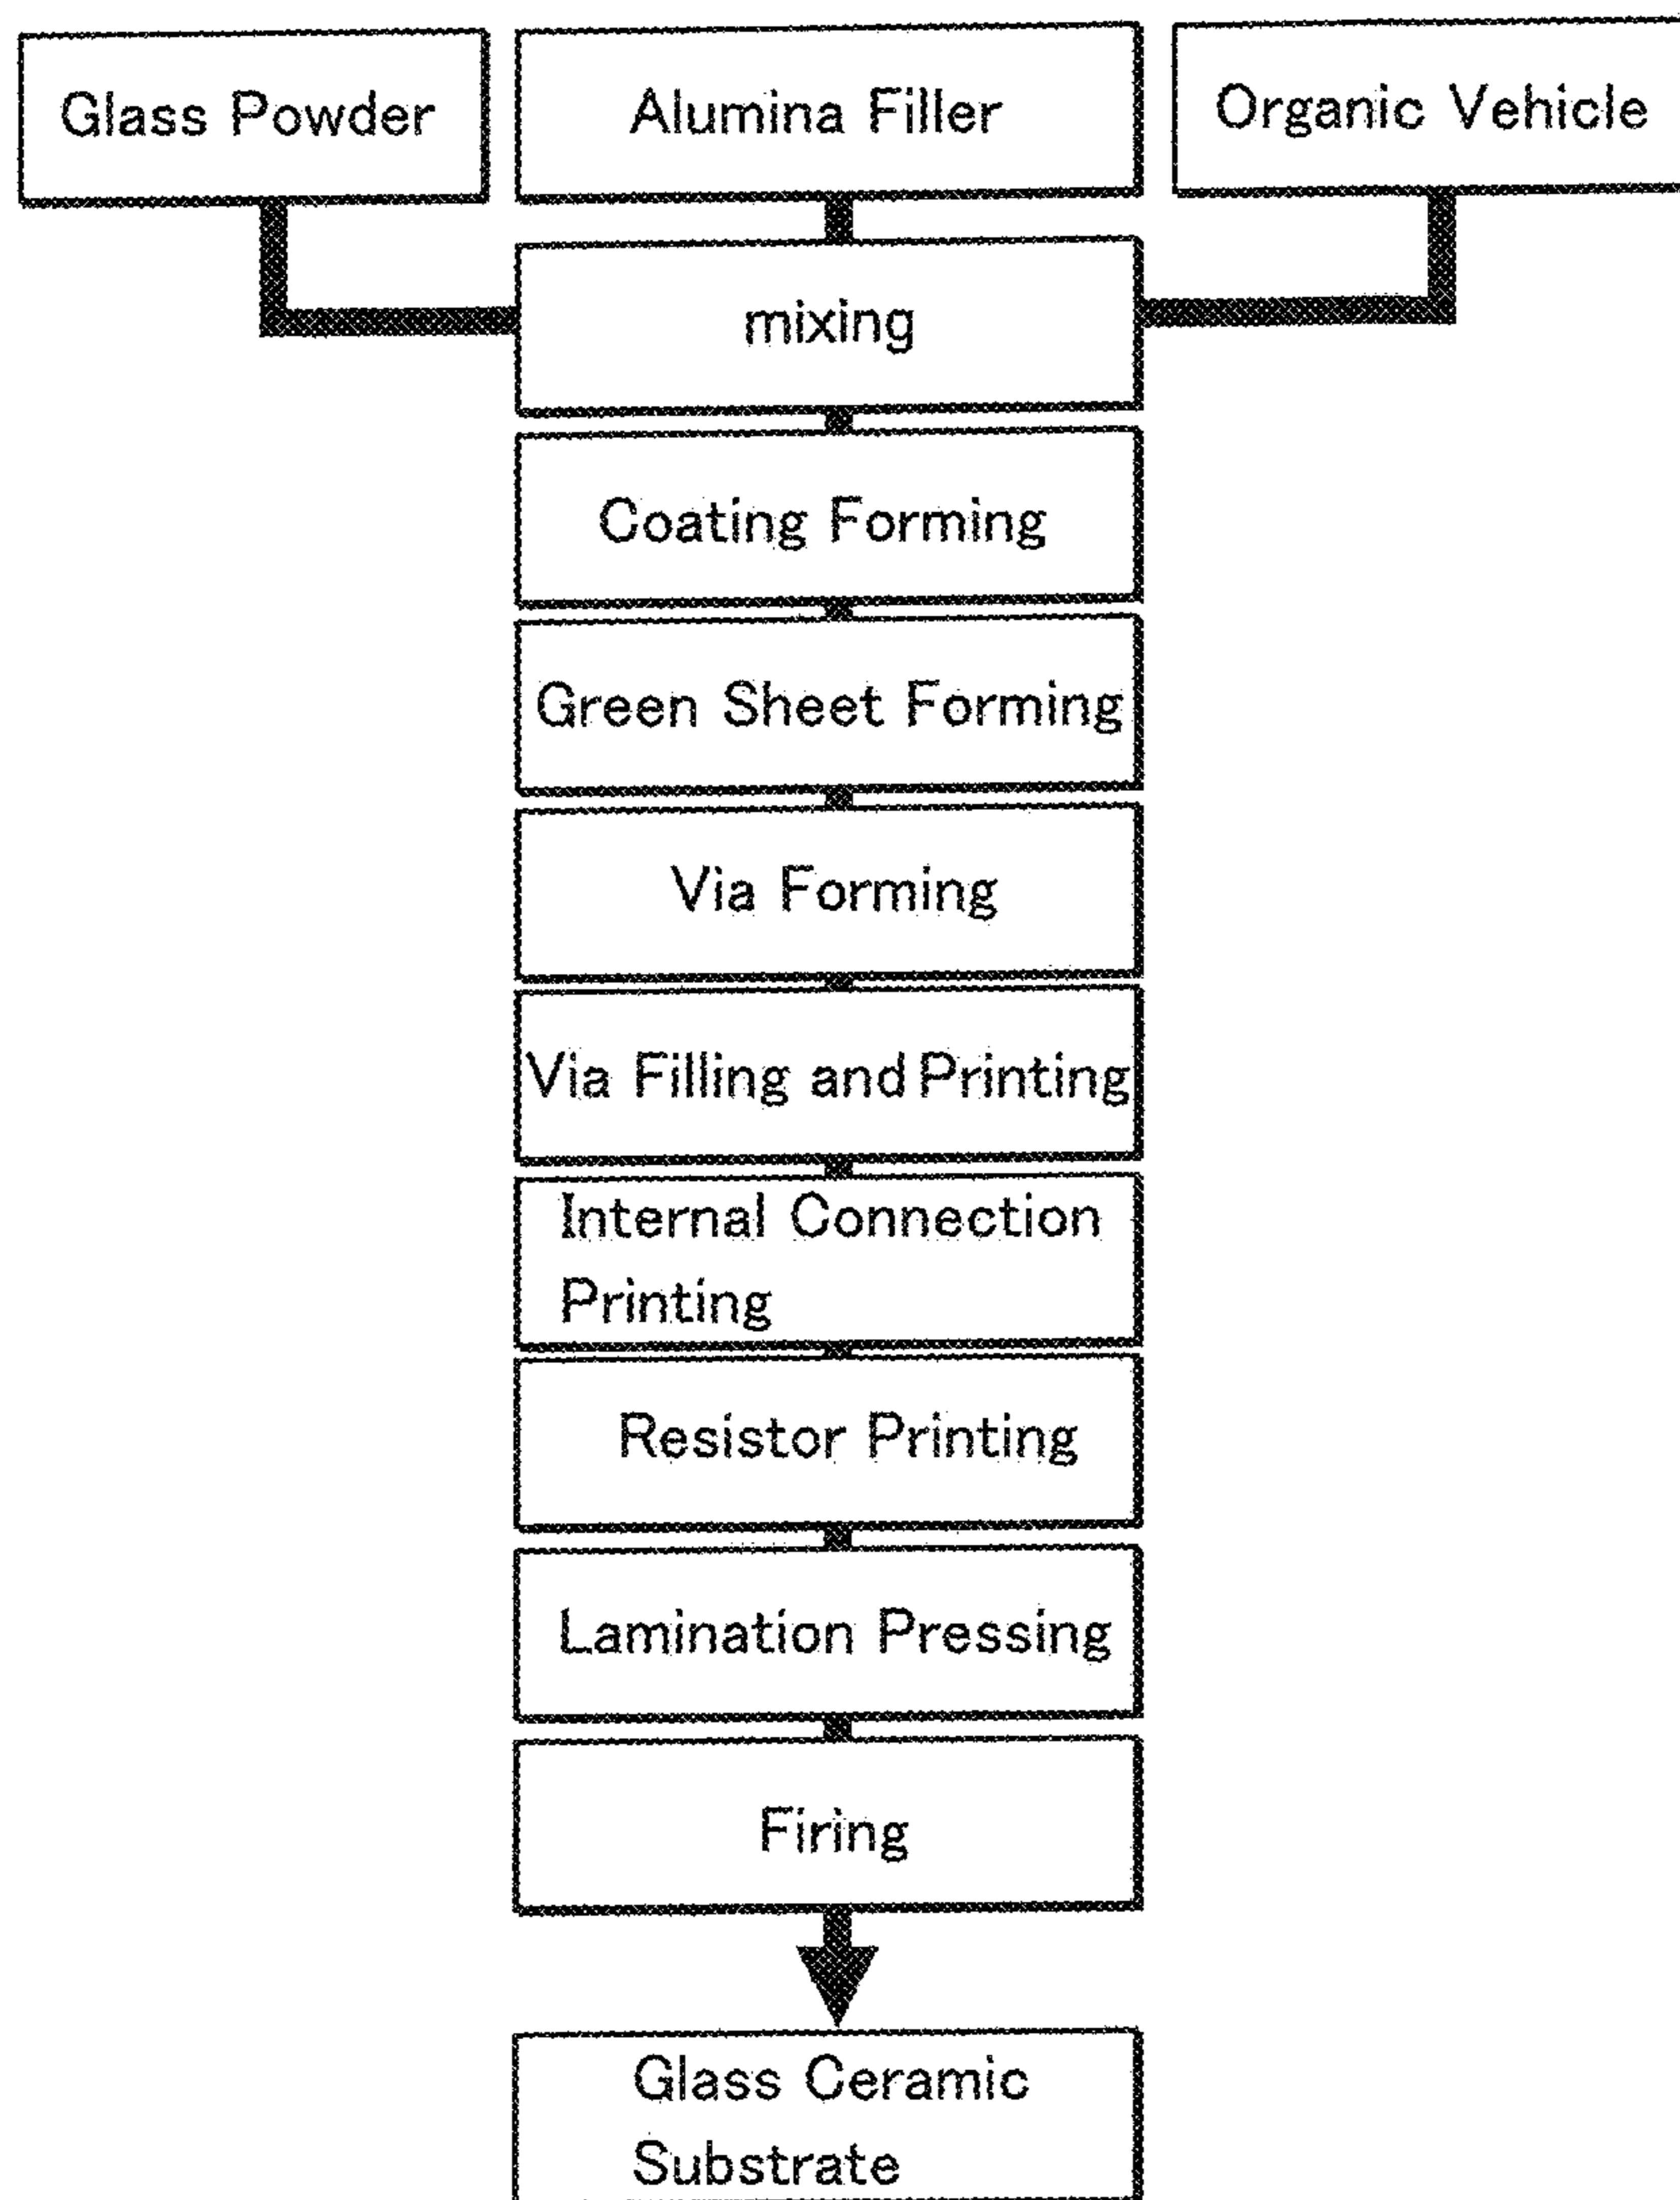 Glass Powder
Alumina Filler
Organic Vehicle
mixing
Coating Forming
Green Sheet Forming
Via Forming
Via Filling and Printing
Internal Connection
Printing
Resistor Printing
Lamination Pressing
Firing
Glass Ceramic
Substrate